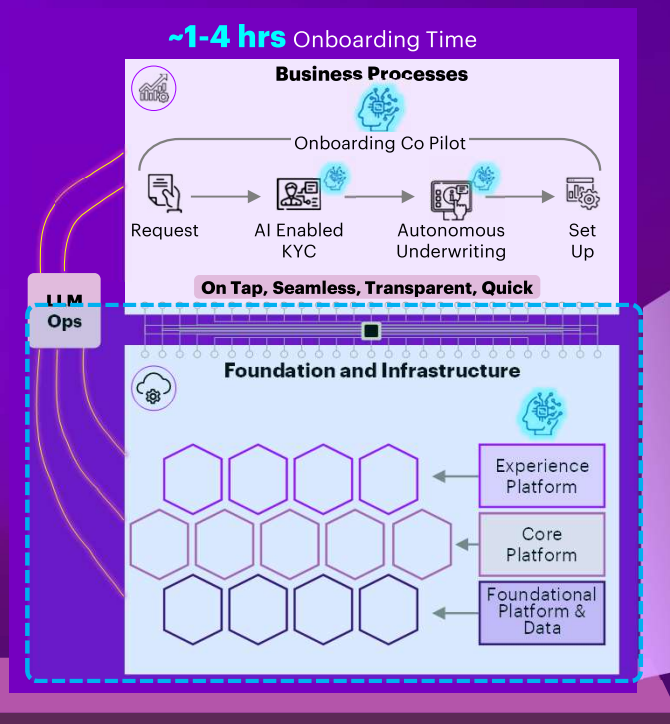 ~1-4 hrs Onboarding Time
Business Processes
Onboarding Co Pilot
Request
AI Enabled
KYC
Autonomous
Underwriting
Set
Up
On Tap, Seamless, Transparent, Quick
LLM
Ops
Foundation and Infrastructure
Experience
Platform
Core
Platform
Foundational
Platform &
Data